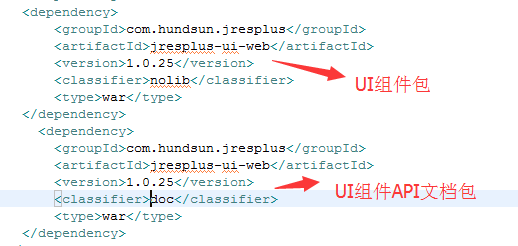 <dependency>
<groupId>com.hundsun.jresplus</groupId>
<artifactId>jresplus-ui-web</artifactId>
<version>1.0.25</version>
<classifier>nolib</classifier>
UI组件包
<type>war</type>
</dependency>
<dependency>
<groupId>com.hundsun.jresplus</groupId>
<artifactId>jresplus-ui-web</artifactId>
<version>1.0.25</version>
UI组件API文档包
<classifier>doc</classifier>
<type>war</type>
</dependency>